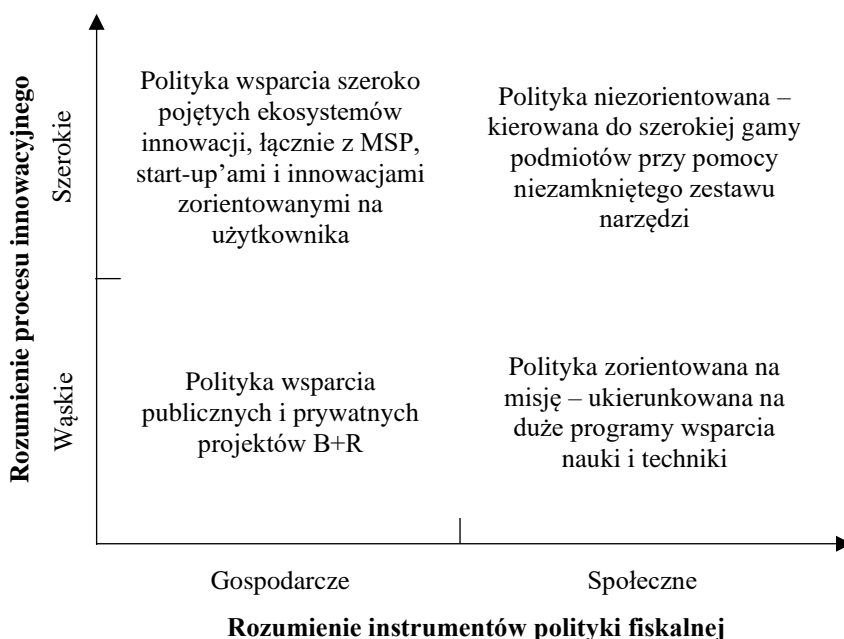 Rozumienie procesu innowacyjnego
Szerokie
Wąskie
Polityka wsparcia szeroko
pojętych ekosystemów
innowacji, łącznie z MSP,
start-up’ami i innowacjami
zorientowanymi na
użytkownika
Polityka niezorientowana –
kierowana do szerokiej gamy
podmiotów przy pomocy
niezamkniętego zestawu
narzędzi
Polityka wsparcia
publicznych i prywatnych
projektów B+R
Polityka zorientowana na
misję – ukierunkowana na
duże programy wsparcia
nauki i techniki
Gospodarcze
Społeczne
Rozumienie instrumentów polityki fiskalnej